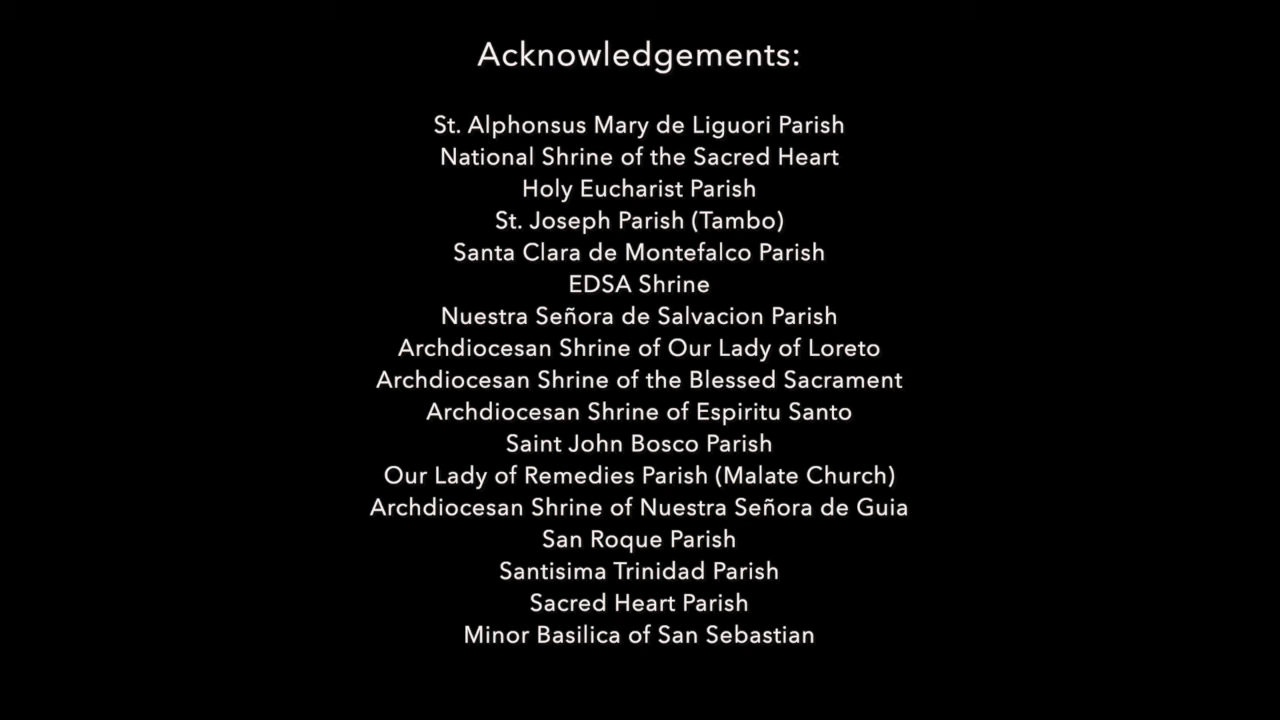 Acknowledgements:
St. Alphonsus Mary de Liguori Parish
National Shrine of the Sacred Heart
Holy Eucharist Parish
St. Joseph Parish (Tambo)
Santa Clara de Montefalco Parish
EDSA Shrine
Nuestra Señora de Salvacion Parish
Archdiocesan Shrine of Our Lady of Loreto
Archdiocesan Shrine of the Blessed Sacrament
Archdiocesan Shrine of Espiritu Santo
Saint John Bosco Parish
Our Lady of Remedies Parish (Malate Church)
Archdiocesan Shrine of Nuestra Señora de Guia
San Roque Parish
Santisima Trinidad Parish
Sacred Heart Parish
Minor Basilica of San Sebastian